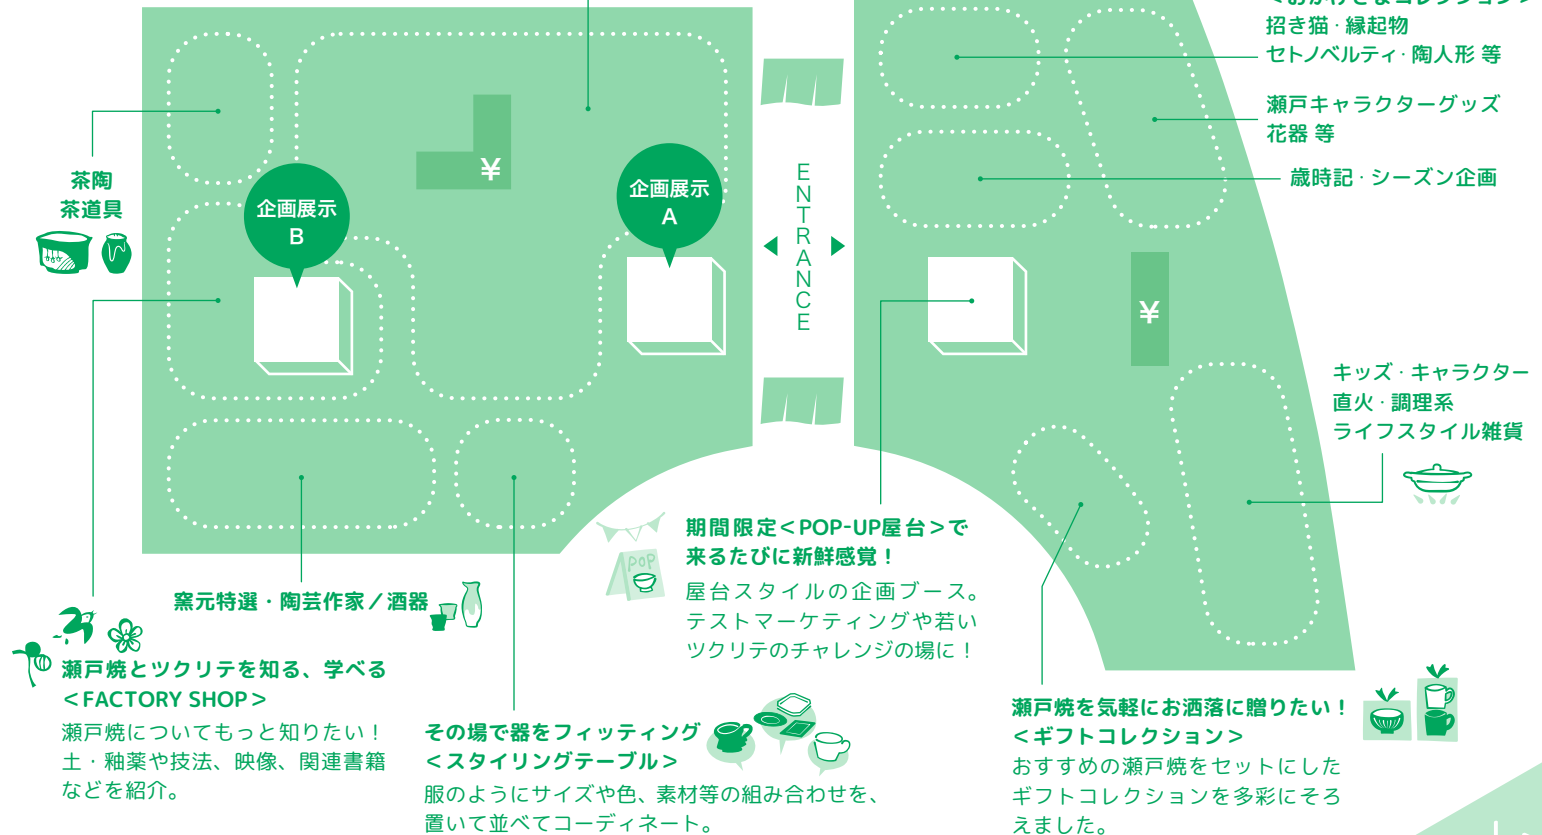 招き猫・縁起物
セトノベルティ・陶人形 等
瀬戸キャラクターグッズ
花器 等
歳時記・シーズン企画
茶陶
茶道具
企画展示
B
¥
企画展示
A
ENTRANCE
¥
キッズ・キャラクター
直火・調理系
ライフスタイル雑貨
期間限定<POP-UP屋台>で
来るたびに新鮮感覚！
屋台スタイルの企画ブース。
テストマーケティングや若い
ツクリテのチャレンジの場に！
POP
窯元特選・陶芸作家／酒器
瀬戸焼とツクリテを知る、学べる
<FACTORY SHOP>
瀬戸焼についてもっと知りたい！
土・釉薬や技法、映像、関連書籍
などを紹介。
その場で器をフィッティング
<スタイリングテーブル>
服のようにサイズや色、素材等の組み合わせを、
置いて並べてコーディネート。
瀬戸焼を気軽にお洒落に贈りたい！
<ギフトコレクション>
おすすめの瀬戸焼をセットにした
ギフトコレクションを多彩にそろ
えました。